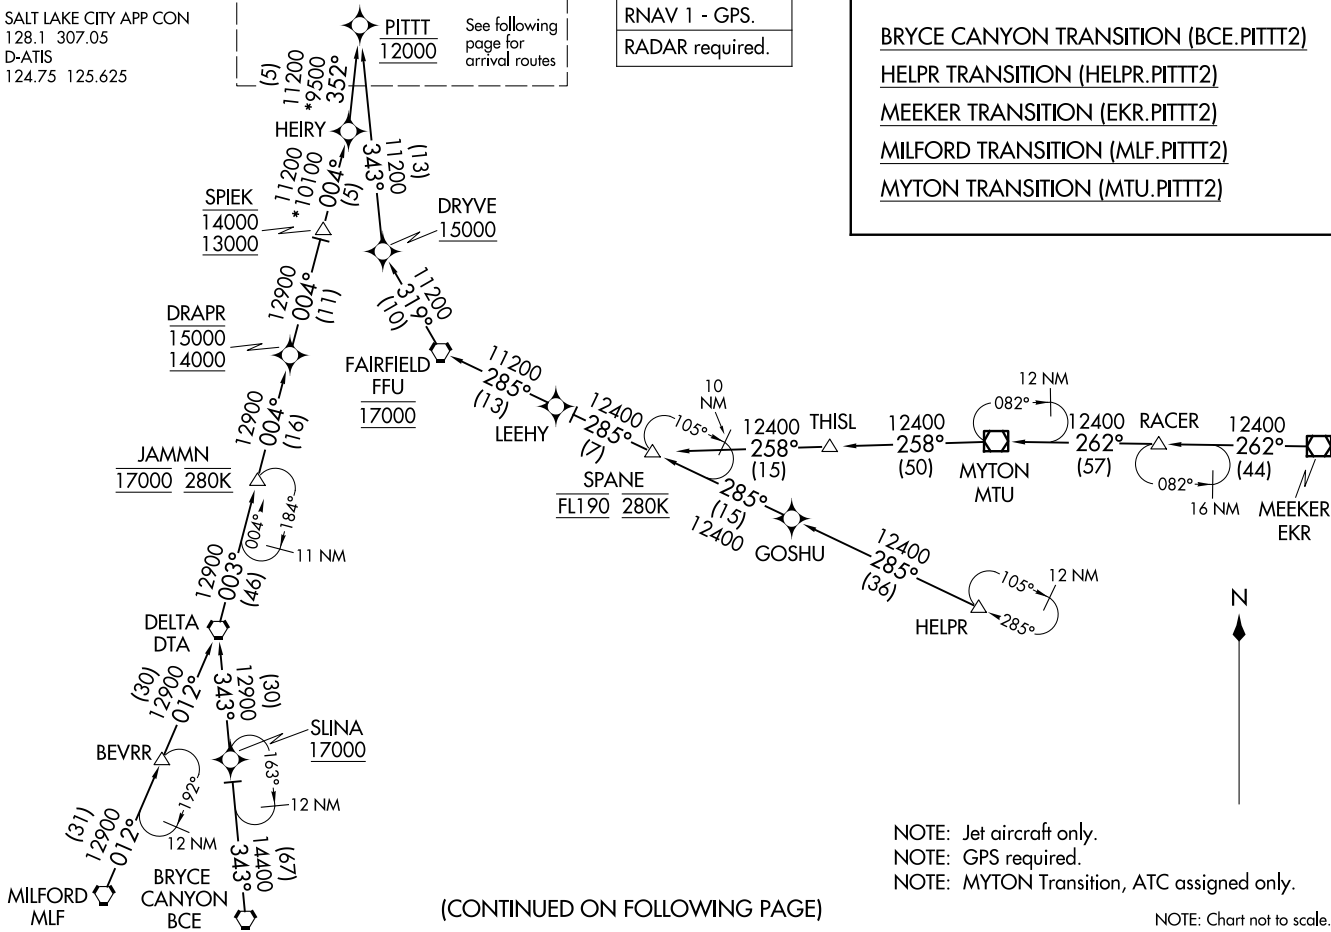 SALT LAKE CITY APP CON
128.1 307.05
D-ATIS
124.75 125.625
PITTT
12000
See following
page for
arrival routes
RNAV 1 - GPS.
RADAR required.
BRYCE CANYON TRANSITION (BCE.PITTT2)
HELPR TRANSITION (HELPR.PITTT2)
MEEKER TRANSITION (EKR.PITTT2)
MILFORD TRANSITION (MLF.PITTT2)
MYTON TRANSITION (MTU.PITTT2)
(5)
11200
*9500
352°
HEIRY
(13)
11200
343°
11200
*10100
004°
(5)
SPIEK
14000
13000
DRYVE
15000
12900
004°
(11)
11200
319°
(10)
DRAPR
15000
14000
FAIRFIELD
FFU
17000
11200
285°
(13)
LEEHY
12400
285°
(7)
105°
10
NM
THISL
12400
258°
(15)
12400
258°
(50)
12 NM
082°
MYTON
MTU
12400
262°
(57)
RACER
12400
262°
(44)
082°
16 NM
MEEKER
EKR
12900
004°
(16)
JAMMN
17000 280K
004°
184°
11 NM
SPANE
FL190 280K
285°
(15)
12400
GOSHU
12400
285°
(36)
105°
12 NM
285°
HELPR
N
12900
003°
(46)
DELTA
DTA
(30)
12900
012°
(30)
12900
343°
SLINA
17000
163°
12 NM
BEVRR
192°
12 NM
(31)
12900
012°
(67)
14400
343°
MILFORD
MLF
BRYCE
CANYON
BCE
(CONTINUED ON FOLLOWING PAGE)
NOTE: Jet aircraft only.
NOTE: GPS required.
NOTE: MYTON Transition, ATC assigned only.
NOTE: Chart not to scale.